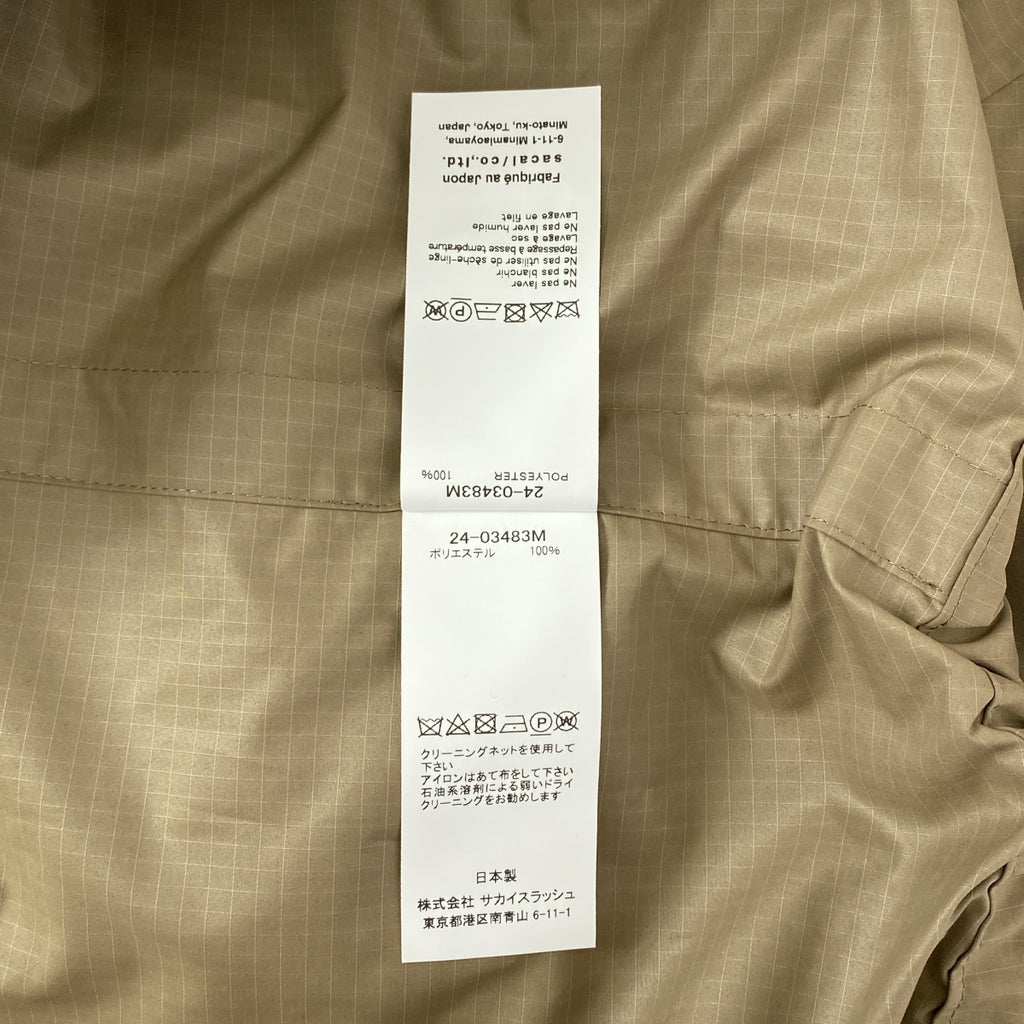 24-03483M
ポリエステル 100%
クリーニングネットを使用して
下さい
アイロンはあて布をして下さい
石油系溶剤による弱いドライ
クリーニングをお勧めします
日本製
株式会社 サカイスラッシュ
東京都港区南青山 6-11-1
24-03483M
POLYESTER 100%
Ne pas laver
Ne pas blanchir
Ne pas utiliser de sèche-linge
Repassage à basse température
Lavage à sec
Ne pas laver humide
Lavage en filet
Fabriqué au Japon
sacai/co,.ltd.
6-11-1 Minamiaoyama,
Minato-ku, Tokyo, Japan